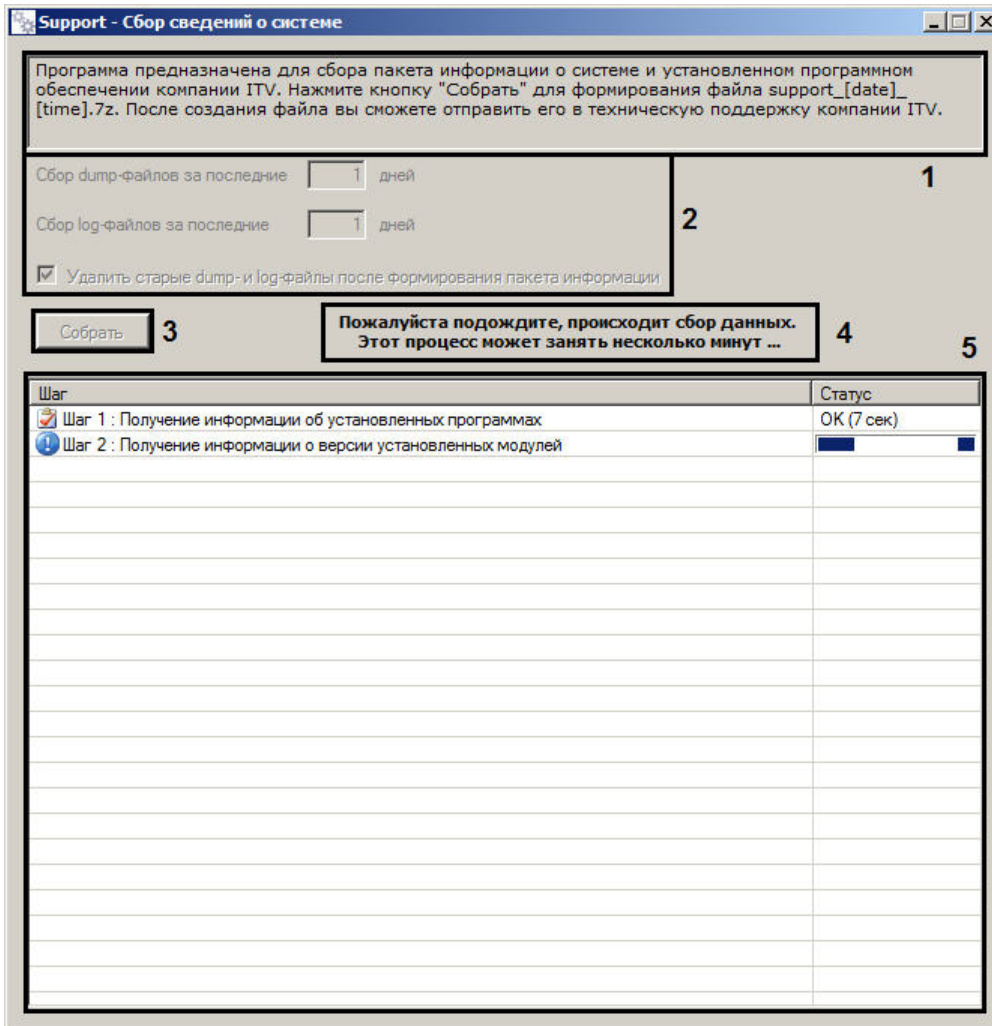 Support - Сбор сведений о системе
Программа предназначена для сбора пакета информации о системе и установленном программном
обеспечении компании ITV. Нажмите кнопку "Собрать" для формирования файла support_[date]_
[time].7z. После создания файла вы сможете отправить его в техническую поддержку компании ITV.
1
Сбор dump-файлов за последние 1 дней
2
Сбор log-файлов за последние 1 дней
Удалить старые dump- и log-файлы после формирования пакета информации
Собрать 3
Пожалуйста подождите, происходит сбор данных.
Этот процесс может занять несколько минут ...
4
5
Шаг Статус
Шаг 1 : Получение информации об установленных программах OK (7 сек)
Шаг 2 : Получение информации о версии установленных модулей